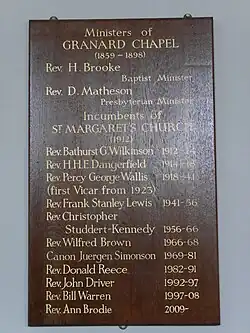 Ministers of
GRANARD CHAPEL
(1859 – 1898)
Rev. H. Brooke
Baptist Minister
Rev. D. Matheson
Presbyterian Minister
Incumbents of
ST MARGARET'S CHURCH
(1912)
Rev. Bathurst G. Wilkinson 1912-14
Rev. H.H.E. Dangerfield 1914-18
Rev. Percy George Wallis 1918-41
(first Vicar from 1923)
Rev. Frank Stanley Lewis 1941-56
Rev. Christopher
Studdert-Kennedy 1956-66
Rev. Wilfred Brown 1966-68
Canon Juergen Simonson 1969-81
Rev. Donald Reece 1982-91
Rev. John Driver 1992-97
Rev. Bill Warren 1997-08
Rev. Ann Brodie 2009-